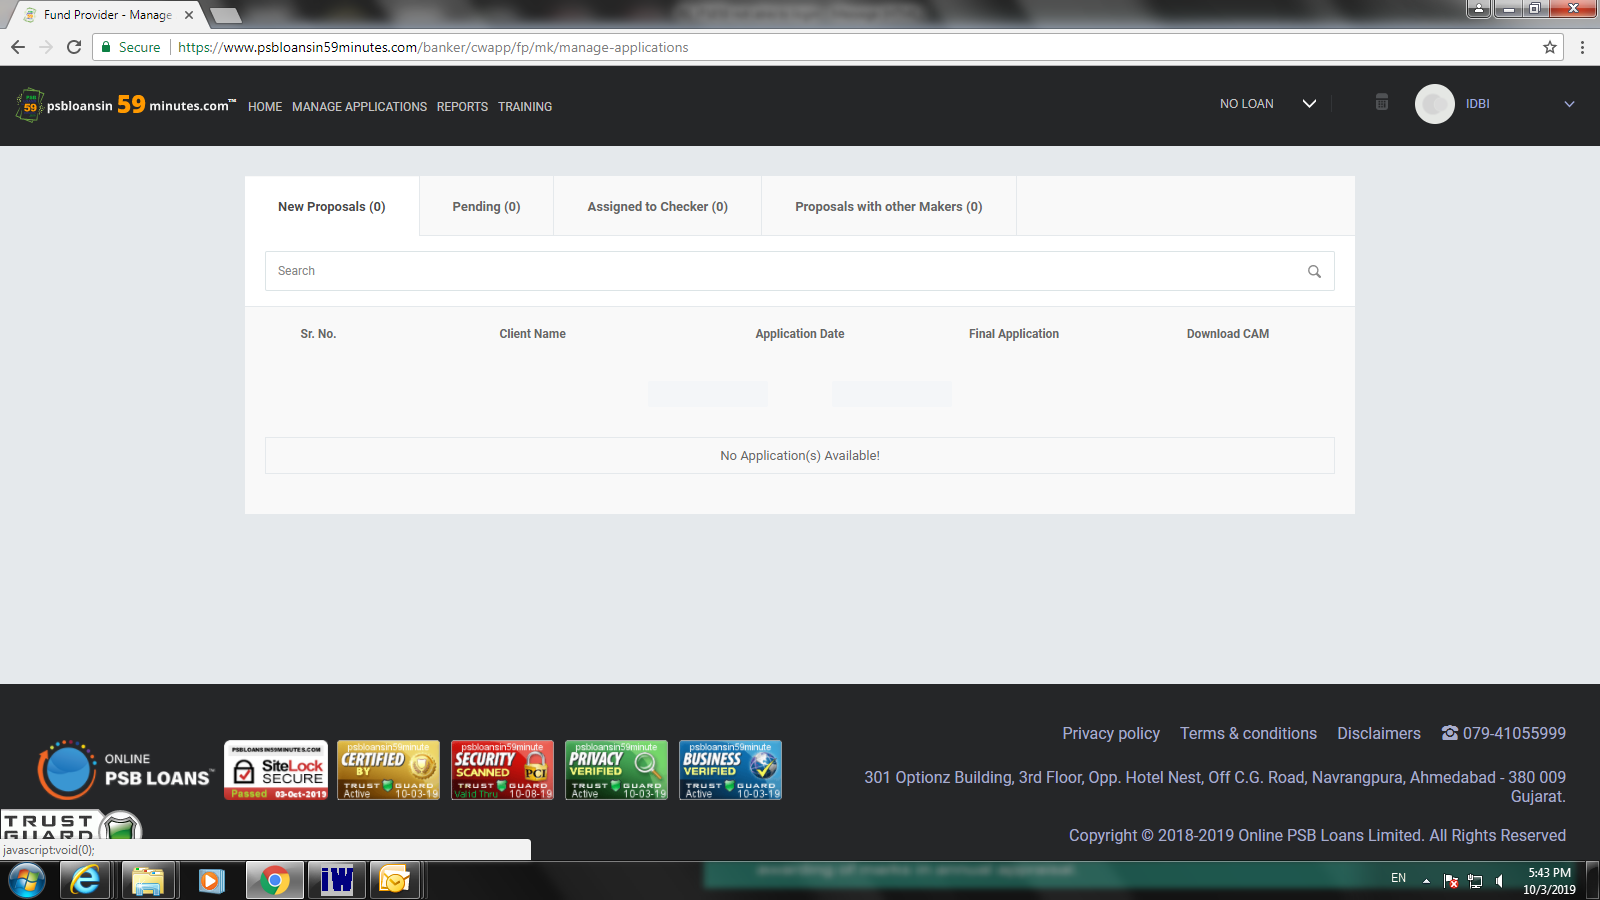 Fund Provider - Manage
Secure
https://www.psbloansin59minutes.com/banker/cwapp/fp/mk/manage-applications
PSB
59
psbloansin 59 minutes.com™
HOME MANAGE APPLICATIONS REPORTS TRAINING
NO LOAN
IDBI
New Proposals (0)
Pending (0)
Assigned to Checker (0)
Proposals with other Makers (0)
Search
Sr. No.
Client Name
Application Date
Final Application
Download CAM
No Application(s) Available!
Privacy policy
Terms & conditions
Disclaimers
079-41055999
ONLINE
PSB LOANS™
PSBLOANSIN59MINUTES.COM
SiteLock
SECURE
Passed 03-Oct-2019
psbloansin59minute
CERTIFIED
BY
TRUST GUARD
Active 10-03-19
psbloansin59minute
SECURITY
SCANNED PCI
TRUST GUARD
Valid Thru 10-08-19
psbloansin59minute
PRIVACY
VERIFIED
TRUST GUARD
Active 10-03-19
psbloansin59minute
BUSINESS
VERIFIED
TRUST GUARD
Active 10-03-19
301 Optionz Building, 3rd Floor, Opp. Hotel Nest, Off C.G. Road, Navrangpura, Ahmedabad - 380 009
Gujarat.
Copyright © 2018-2019 Online PSB Loans Limited. All Rights Reserved
TRUST
GUARD
javascript:void(0);
iW
EN
5:43 PM
10/3/2019